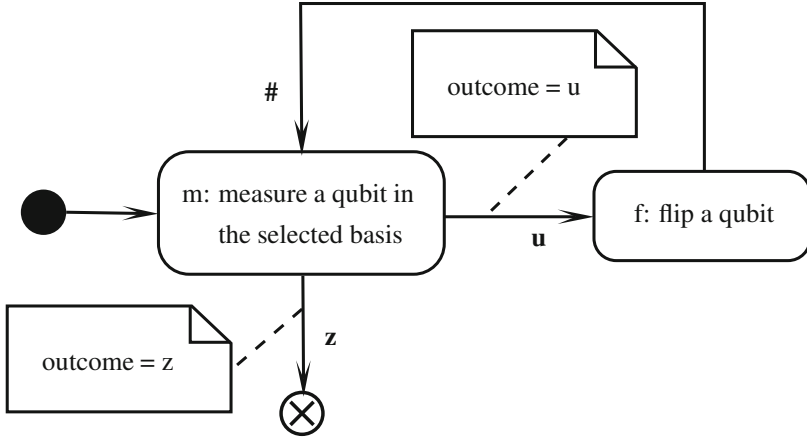 outcome = u
#
m: measure a qubit in
the selected basis
f: flip a qubit
u
outcome = z
z